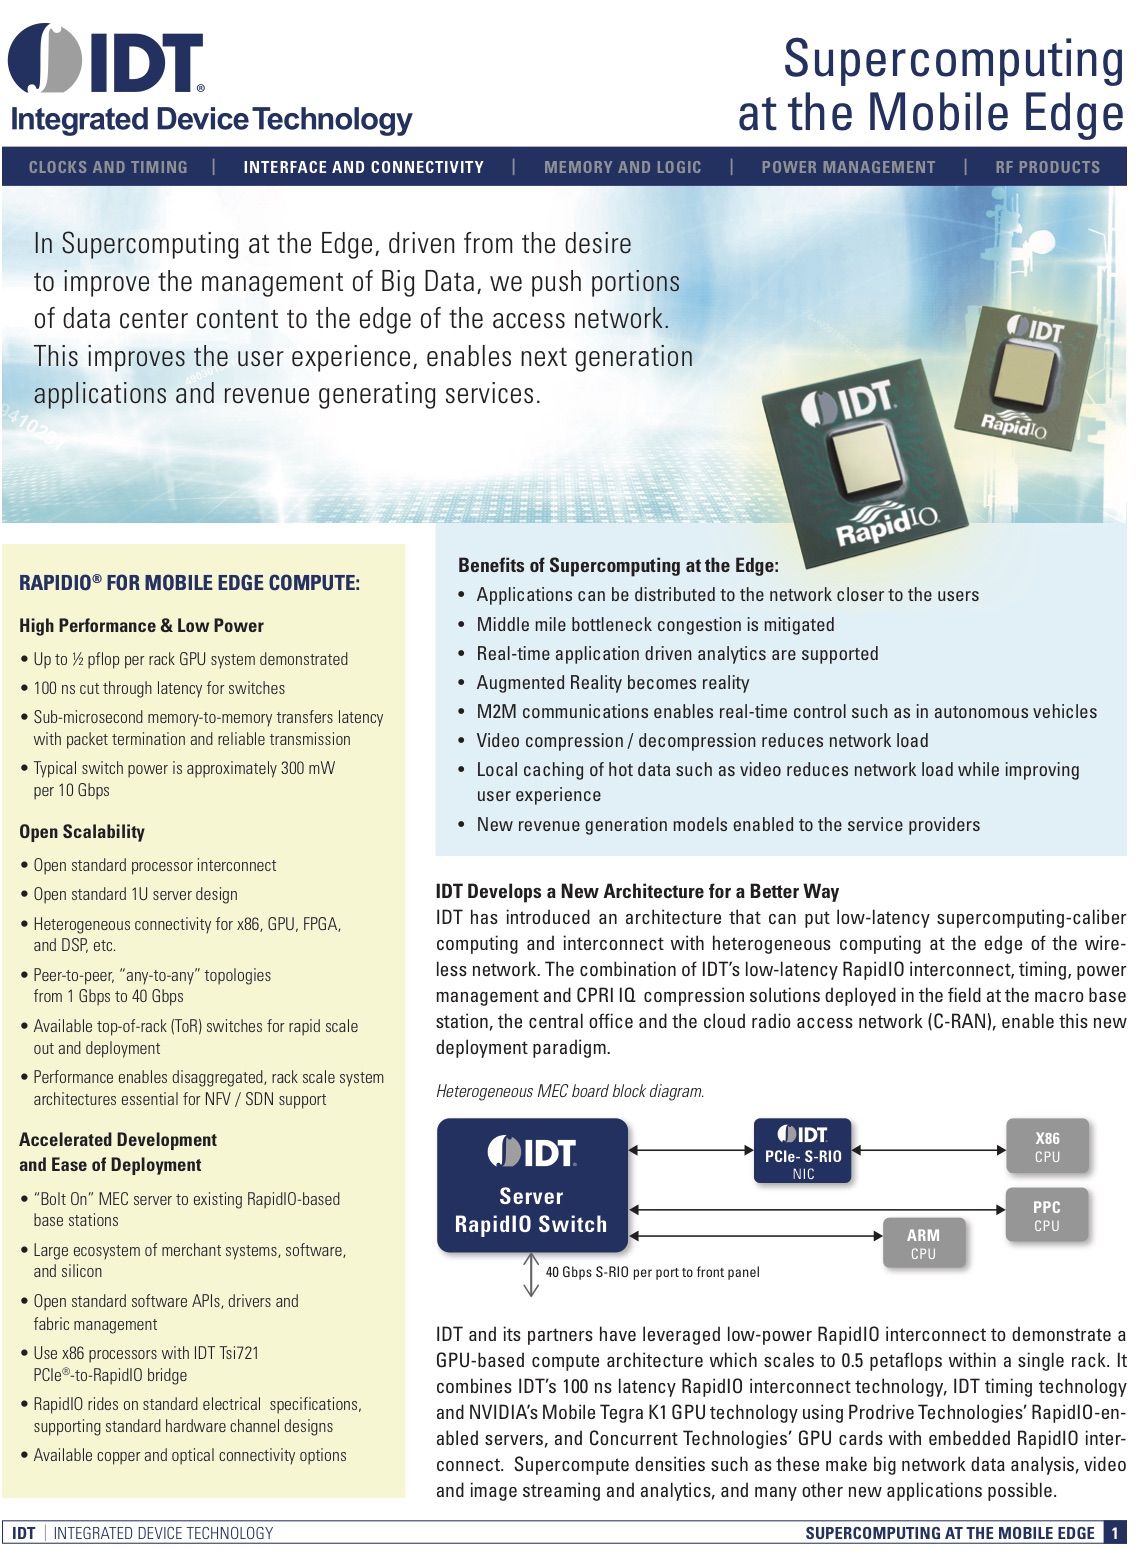 IDT®
Integrated Device Technology
Supercomputing
at the Mobile Edge
CLOCKS AND TIMING | INTERFACE AND CONNECTIVITY | MEMORY AND LOGIC | POWER MANAGEMENT | RF PRODUCTS
In Supercomputing at the Edge, driven from the desire
to improve the management of Big Data, we push portions
of data center content to the edge of the access network.
This improves the user experience, enables next generation
applications and revenue generating services.
IDT
RapidIO
IDT
RapidIO
RAPIDIO® FOR MOBILE EDGE COMPUTE:
High Performance & Low Power
• Up to ½ pflop per rack GPU system demonstrated
• 100 ns cut through latency for switches
• Sub-microsecond memory-to-memory transfers latency
with packet termination and reliable transmission
• Typical switch power is approximately 300 mW
per 10 Gbps
Open Scalability
• Open standard processor interconnect
• Open standard 1U server design
• Heterogeneous connectivity for x86, GPU, FPGA,
and DSP, etc.
• Peer-to-peer, “any-to-any” topologies
from 1 Gbps to 40 Gbps
• Available top-of-rack (ToR) switches for rapid scale
out and deployment
• Performance enables disaggregated, rack scale system
architectures essential for NFV / SDN support
Accelerated Development
and Ease of Deployment
• “Bolt On” MEC server to existing RapidIO-based
base stations
• Large ecosystem of merchant systems, software,
and silicon
• Open standard software APIs, drivers and
fabric management
• Use x86 processors with IDT Tsi721
PCIe®-to-RapidIO bridge
• RapidIO rides on standard electrical specifications,
supporting standard hardware channel designs
• Available copper and optical connectivity options
Benefits of Supercomputing at the Edge:
• Applications can be distributed to the network closer to the users
• Middle mile bottleneck congestion is mitigated
• Real-time application driven analytics are supported
• Augmented Reality becomes reality
• M2M communications enables real-time control such as in autonomous vehicles
• Video compression / decompression reduces network load
• Local caching of hot data such as video reduces network load while improving
user experience
• New revenue generation models enabled to the service providers
IDT Develops a New Architecture for a Better Way
IDT has introduced an architecture that can put low-latency supercomputing-caliber
computing and interconnect with heterogeneous computing at the edge of the wire-
less network. The combination of IDT’s low-latency RapidIO interconnect, timing, power
management and CPRI IQ compression solutions deployed in the field at the macro base
station, the central office and the cloud radio access network (C-RAN), enable this new
deployment paradigm.
Heterogeneous MEC board block diagram.
IDT
Server
RapidIO Switch
IDT
PCIe- S-RIO
NIC
X86
CPU
PPC
CPU
ARM
CPU
40 Gbps S-RIO per port to front panel
IDT and its partners have leveraged low-power RapidIO interconnect to demonstrate a
GPU-based compute architecture which scales to 0.5 petaflops within a single rack. It
combines IDT’s 100 ns latency RapidIO interconnect technology, IDT timing technology
and NVIDIA’s Mobile Tegra K1 GPU technology using Prodrive Technologies’ RapidIO-en-
abled servers, and Concurrent Technologies’ GPU cards with embedded RapidIO inter-
connect. Supercompute densities such as these make big network data analysis, video
and image streaming and analytics, and many other new applications possible.
IDT | INTEGRATED DEVICE TECHNOLOGY
SUPERCOMPUTING AT THE MOBILE EDGE 1